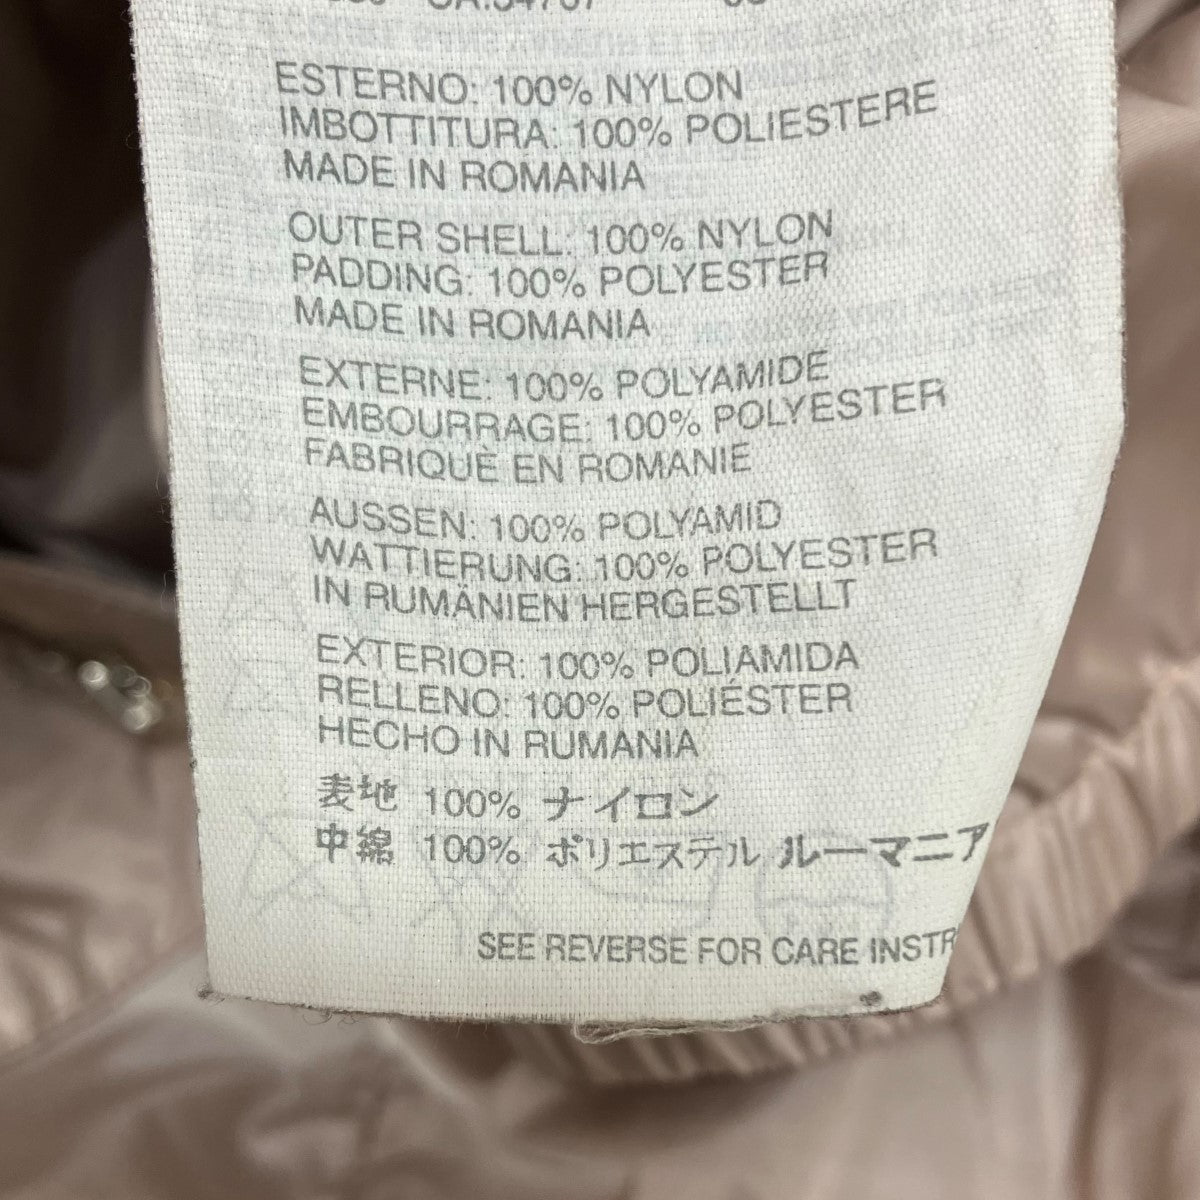 ESTERNO: 100% NYLON
IMBOTTITURA: 100% POLIESTERE
MADE IN ROMANIA
OUTER SHELL: 100% NYLON
PADDING: 100% POLYESTER
MADE IN ROMANIA
EXTERNE: 100% POLYAMIDE
EMBOURRAGE: 100% POLYESTER
FABRIQUÈ EN ROMANIE
AUSSEN: 100% POLYAMID
WATTIERUNG: 100% POLYESTER
IN RUMÄNIEN HERGESTELLT
EXTERIOR: 100% POLIAMIDA
RELLENO: 100% POLIÉSTER
HECHO IN RUMANIA
表地 100% ナイロン
中綿 100% ポリエステル ルーマニア
SEE REVERSE FOR CARE INSTR